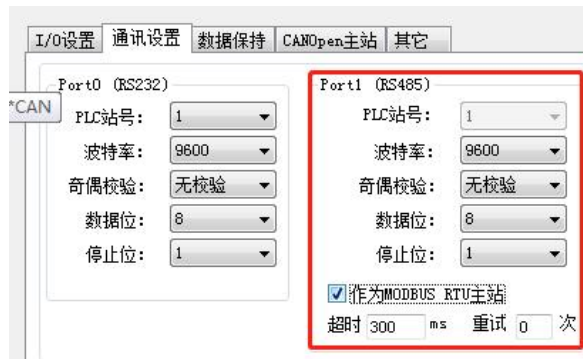 I/O设置 通讯设置 数据保持 CANOpen主站 其它
Port0 (RS232)
*CAN
PLC站号: 1
波特率: 9600
奇偶校验: 无校验
数据位: 8
停止位: 1
Port1 (RS485)
PLC站号: 1
波特率: 9600
奇偶校验: 无校验
数据位: 8
停止位: 1
作为MODBUS RTU主站
超时 300 ms 重试 0 次